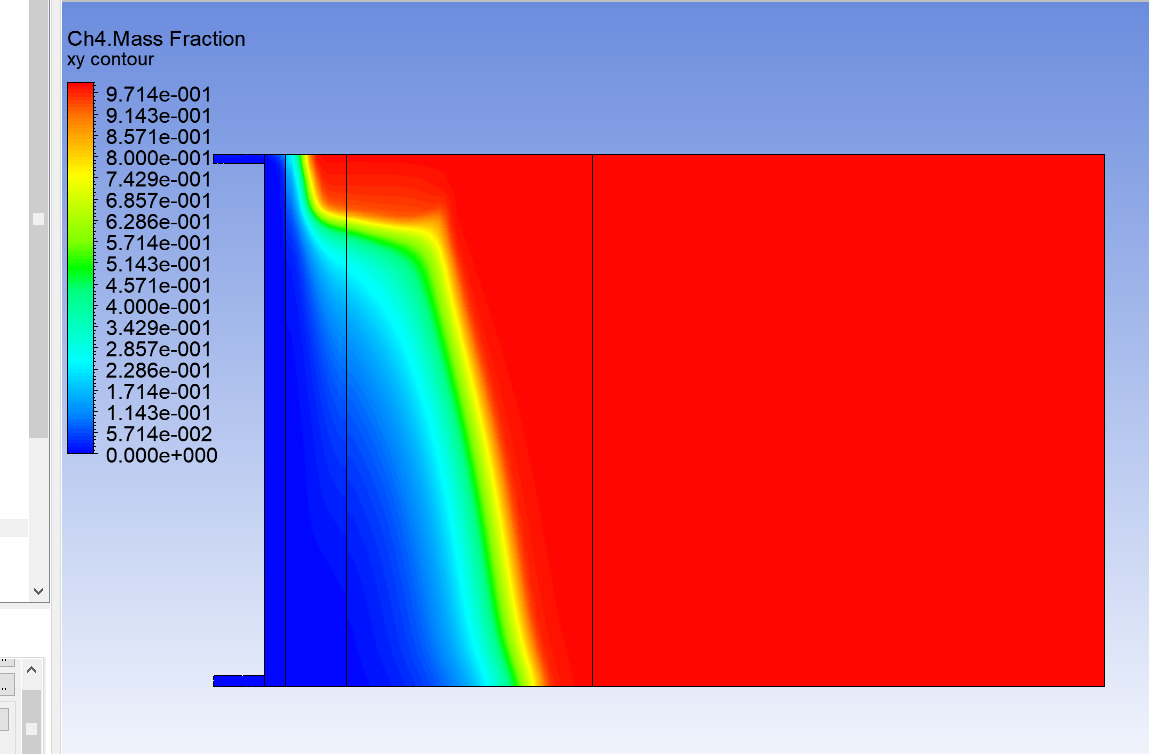 Ch4.Mass Fraction
xy contour
9.714e-001
9.143e-001
8.571e-001
8.000e-001
7.429e-001
6.857e-001
6.286e-001
5.714e-001
5.143e-001
4.571e-001
4.000e-001
3.429e-001
2.857e-001
2.286e-001
1.714e-001
1.143e-001
5.714e-002
0.000e+000